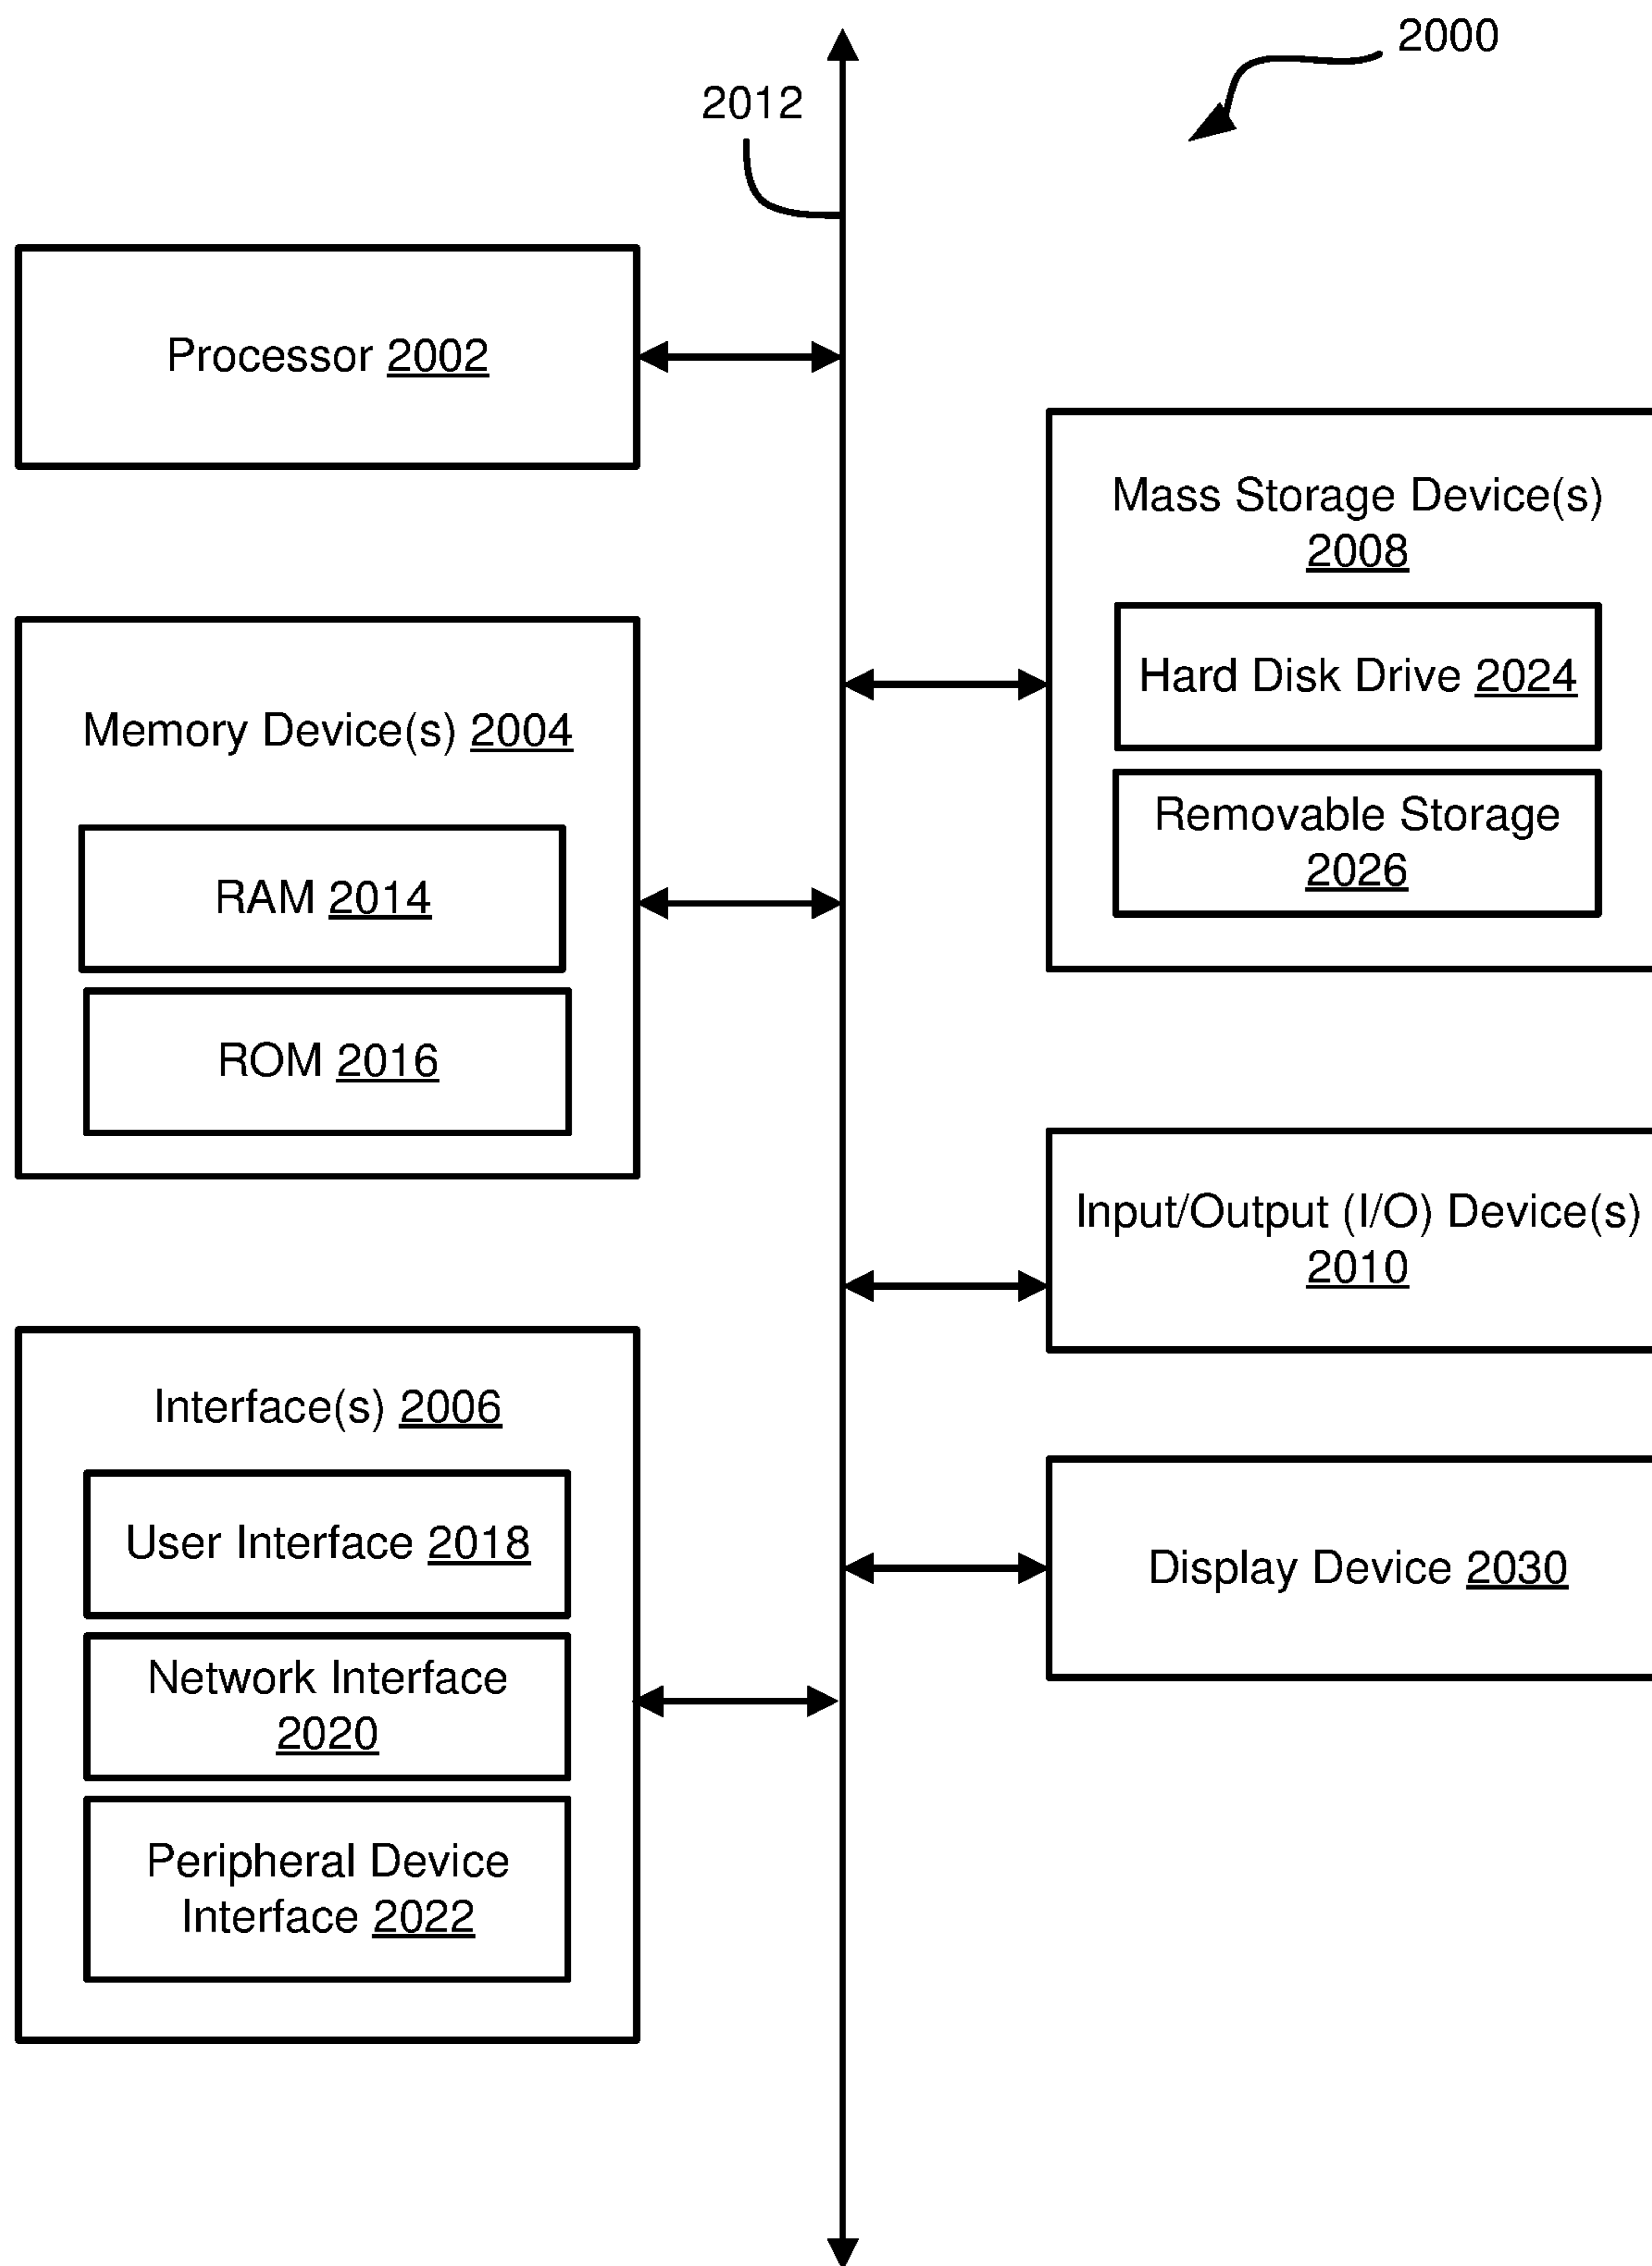 2000
2012
Processor 2002
Memory Device(s) 2004
RAM 2014
ROM 2016
Interface(s) 2006
User Interface 2018
Network Interface
2020
Peripheral Device
Interface 2022
Mass Storage Device(s)
2008
Hard Disk Drive 2024
Removable Storage
2026
Input/Output (I/O) Device(s)
2010
Display Device 2030